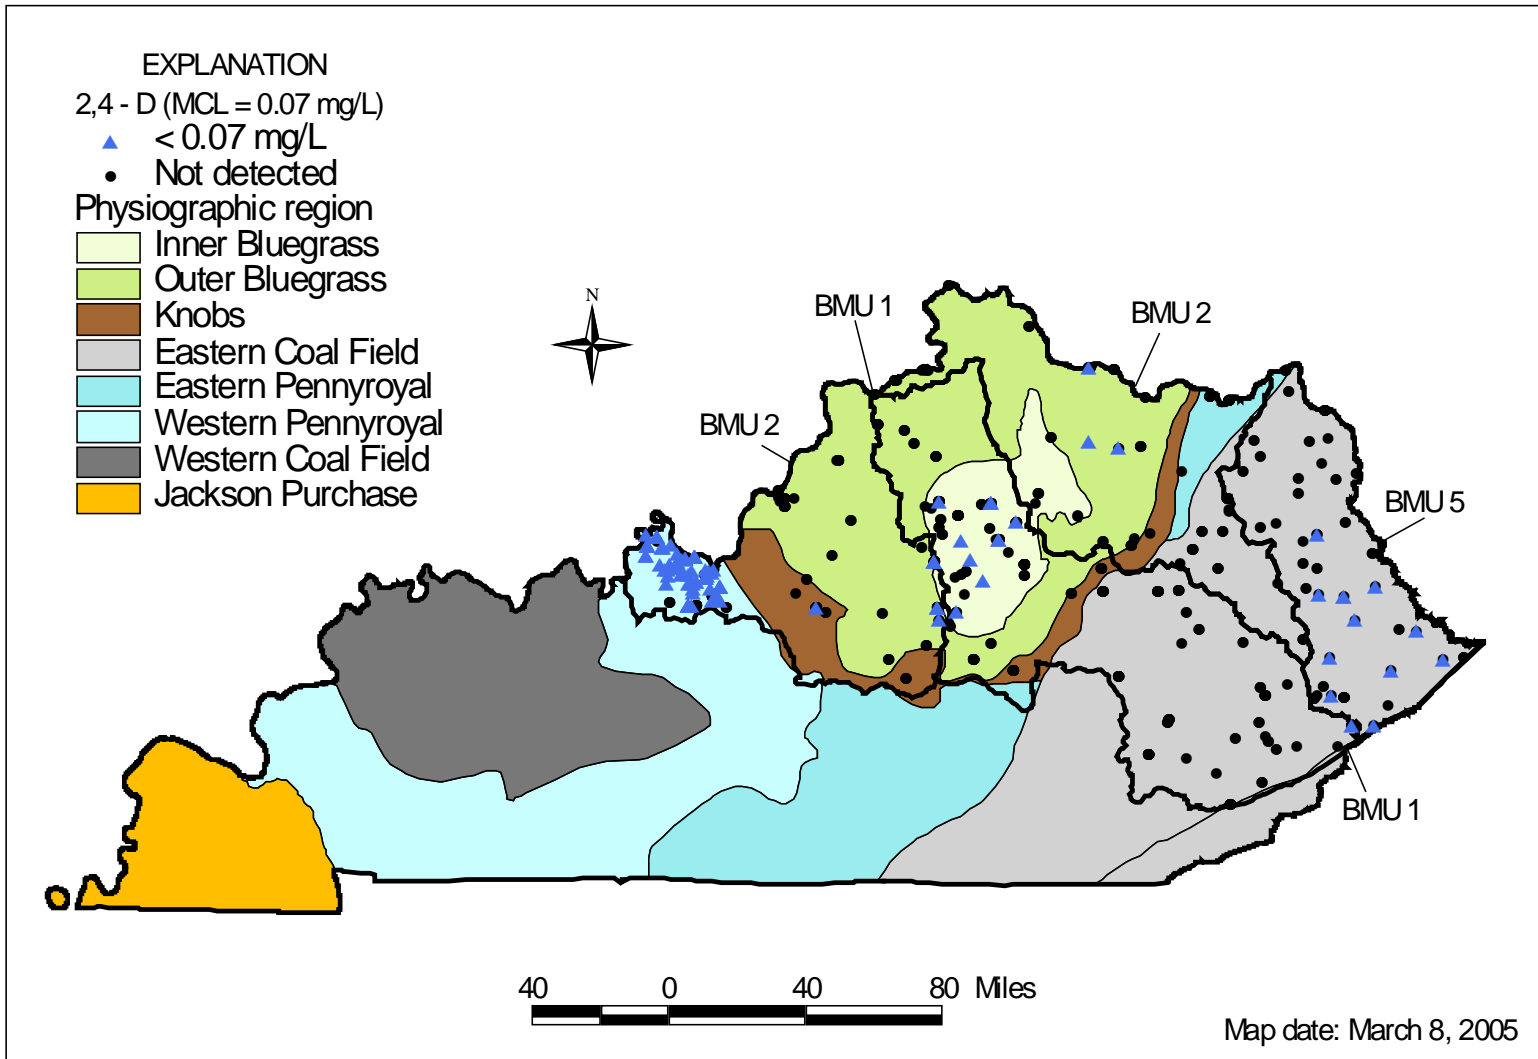 EXPLANATION
2,4 - D (MCL = 0.07 mg/L)
< 0.07 mg/L
Not detected
Physiographic region
Inner Bluegrass
Outer Bluegrass
Knobs
Eastern Coal Field
Eastern Pennyroyal
Western Pennyroyal
Western Coal Field
Jackson Purchase
N
BMU 1
BMU 2
BMU 2
BMU 5
BMU 1
40 0 40 80 Miles
Map date: March 8, 2005